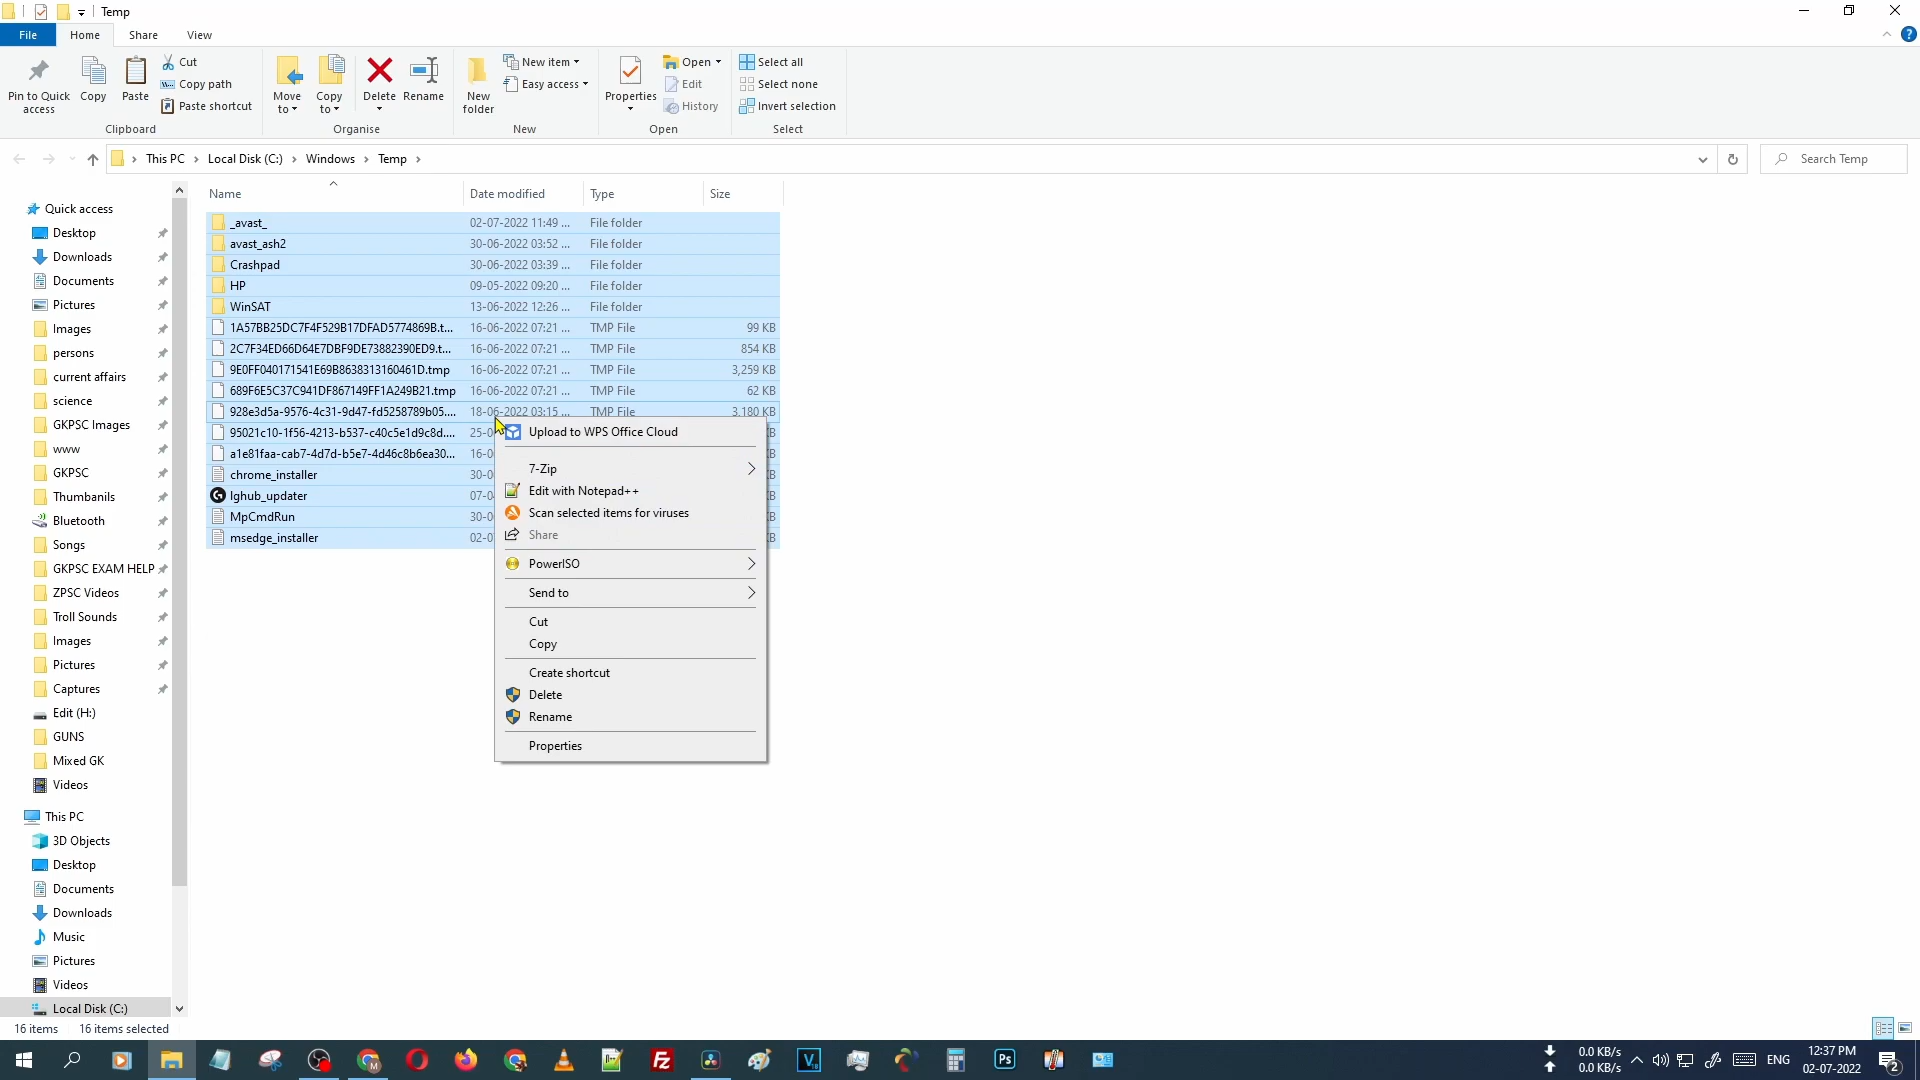 Temp
File Home Share View
Pin to Quick access
Copy
Paste
Cut
Copy path
Paste shortcut
Clipboard
Move to
Copy to
Delete
Rename
Organise
New folder
New item
Easy access
New
Properties
Open
Edit
History
Open
Select all
Select none
Invert selection
Select
This PC Local Disk (C:) Windows Temp
Search Temp
Name Date modified Type Size
_avast_ 02-07-2022 11:49 ... File folder
avast_ash2 30-06-2022 03:52 ... File folder
Crashpad 30-06-2022 03:39 ... File folder
HP 09-05-2022 09:20 ... File folder
WinSAT 13-06-2022 12:26 ... File folder
1A57BB25DC7F4F529B17DFAD5774869B.t... 16-06-2022 07:21 ... TMP File 99 KB
2C7F34ED66D64E7DBF9DE73882390ED9.t... 16-06-2022 07:21 ... TMP File 854 KB
9E0FF040171541E69B8638313160461D.tmp 16-06-2022 07:21 ... TMP File 3,259 KB
689F6E5C37C941DF867149FF1A249B21.tmp 16-06-2022 07:21 ... TMP File 62 KB
928e3d5a-9576-4c31-9d47-fd5258789b05.... 18-06-2022 03:15 ... TMP File 3,180 KB
95021c10-1f56-4213-b537-c40c5e1d9c8d....
a1e81faa-cab7-4d7d-b5e7-4d46c8b6ea30...
chrome_installer
lghub_updater
MpCmdRun
msedge_installer
Upload to WPS Office Cloud
7-Zip
Edit with Notepad++
Scan selected items for viruses
Share
PowerISO
Send to
Cut
Copy
Create shortcut
Delete
Rename
Properties
Quick access
Desktop
Downloads
Documents
Pictures
Images
persons
current affairs
science
GKPSC Images
www
GKPSC
Thumbanils
Bluetooth
Songs
GKPSC EXAM HELP
ZPSC Videos
Troll Sounds
Images
Pictures
Captures
Edit (H:)
GUNS
Mixed GK
Videos
This PC
3D Objects
Desktop
Documents
Downloads
Music
Pictures
Videos
Local Disk (C:)
16 items 16 items selected
0.0 KB/s
0.0 KB/s
ENG
12:37 PM
02-07-2022
2